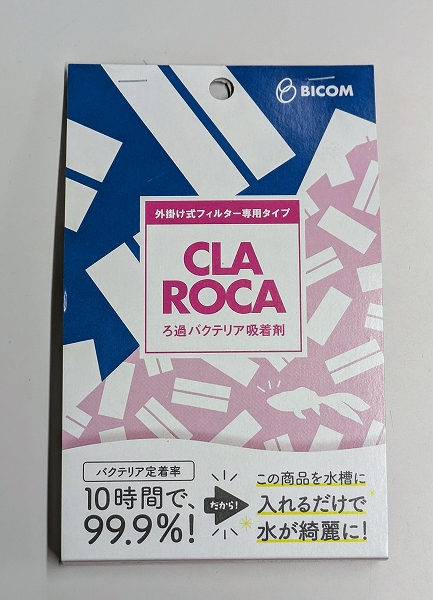 BICOM
外掛け式フィルター専用タイプ
CLA
ROCA
ろ過バクテリア吸着剤
バクテリア定着率
10時間で、
99.9%!
だから!
この商品を水槽に
入れるだけで
水が綺麗に!